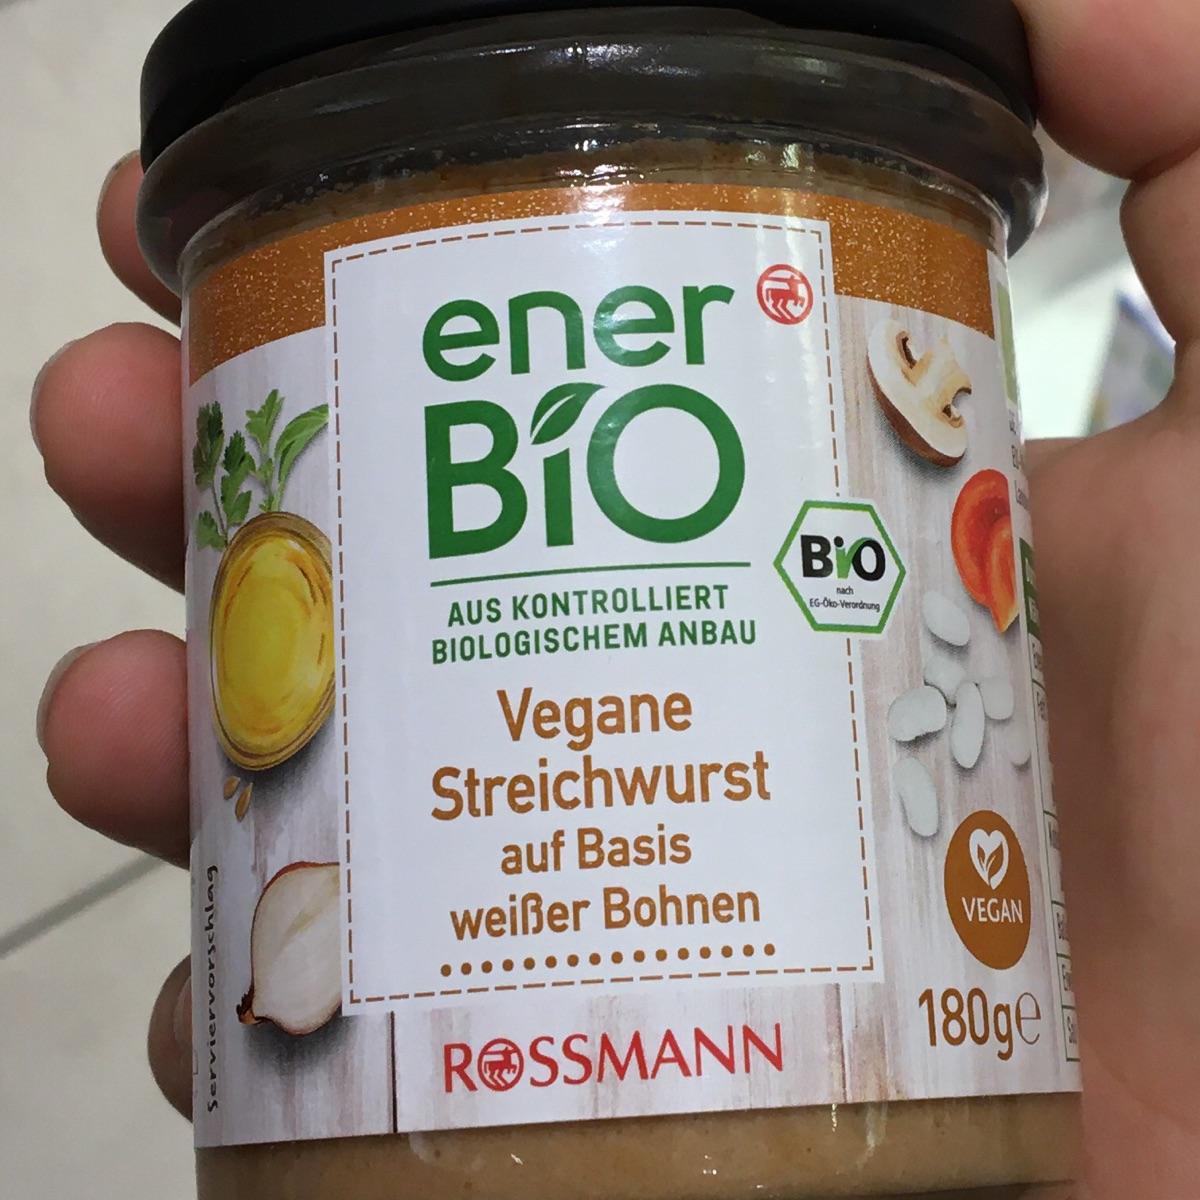 ener
BiO
AUS KONTROLLIERT
BIOLOGISCHEM ANBAU
BiO
nach
EG-Öko-Verordnung
Vegane
Streichwurst
auf Basis
weißer Bohnen
VEGAN
180g℮
Serviervorschlag
ROSSMANN